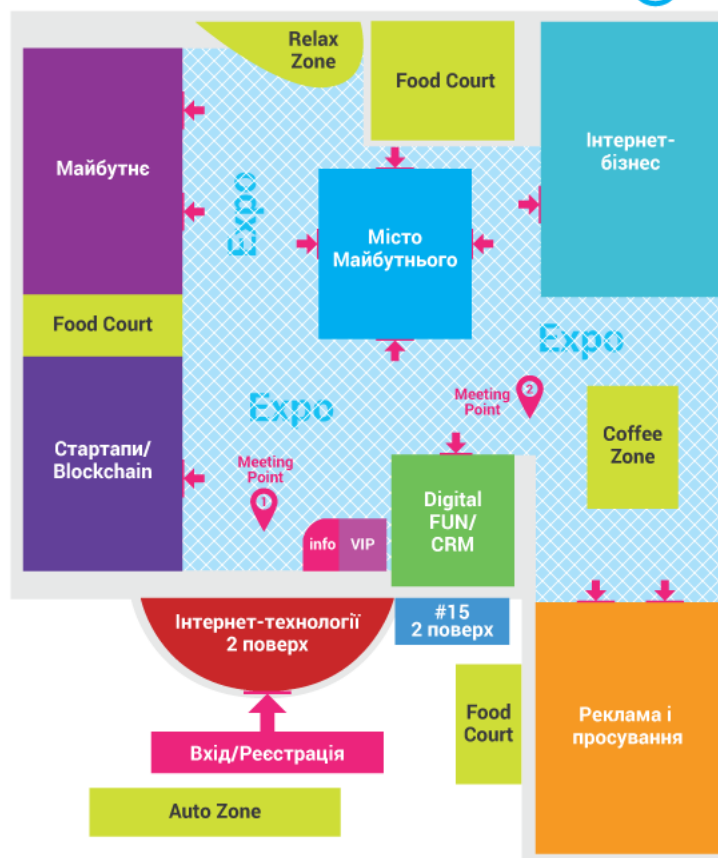 Relax
Zone
Food Court
Інтернет-
бізнес
Майбутнє
Expo
Місто
Майбутнього
Food Court
Expo
Expo
Meeting
Point
2
Coffee
Zone
Стартапи/
Blockchain
Meeting
Point
1
Digital
FUN/
CRM
info
VIP
Інтернет-технології
2 поверх
#15
2 поверх
Food
Court
Реклама і
просування
Вхід/Реєстрація
Auto Zone